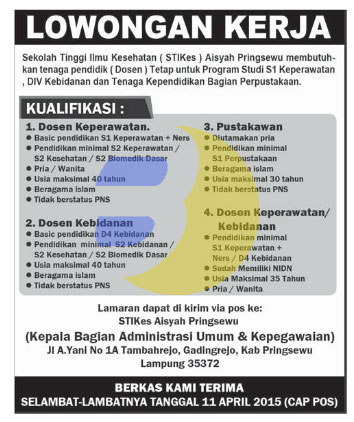 LOWONGAN KERJA
Sekolah Tinggi Ilmu Kesehatan ( STIKes ) Aisyah Pringsewu membutuh-
kan tenaga pendidik ( Dosen ) Tetap untuk Program Studi S1 Keperawatan
, DIV Kebidanan dan Tenaga Kependidikan Bagian Perpustakaan.
KUALIFIKASI :
1. Dosen Keperawatan.
● Basic pendidikan S1 Keperawatan + Ners
● Pendidikan minimal S2 Keperawatan /
S2 Kesehatan / S2 Biomedik Dasar
● Pria / Wanita
● Usia maksimal 40 tahun
● Beragama islam
● Tidak berstatus PNS
2. Dosen Kebidanan
● Basic pendidikan D4 Kebidanan
● Pendidikan minimal S2 Kebidanan /
S2 Kesehatan / S2 Biomedik Dasar
● Usia maksimal 40 tahun
● Beragama islam
● Tidak berstatus PNS
3. Pustakawan
● Diutamakan pria
● Pendidikan minimal
S1 Perpustakaan
● Beragama islam
● Usia maksimal 30 tahun
● Tidak berstatus PNS
4. Dosen Keperawatan/
Kebidanan
● Pendidikan minimal
S1 Keperawatan +
Ners / D4 Kebidanan
● Sudah Memiliki NIDN
● Usia Maksimal 35 Tahun
● Pria / Wanita
Lamaran dapat di kirim via pos ke:
STIKes Aisyah Pringsewu
(Kepala Bagian Administrasi Umum & Kepegawaian)
Jl A.Yani No 1A Tambahrejo, Gadingrejo, Kab Pringsewu
Lampung 35372
BERKAS KAMI TERIMA
SELAMBAT-LAMBATNYA TANGGAL 11 APRIL 2015 (CAP POS)